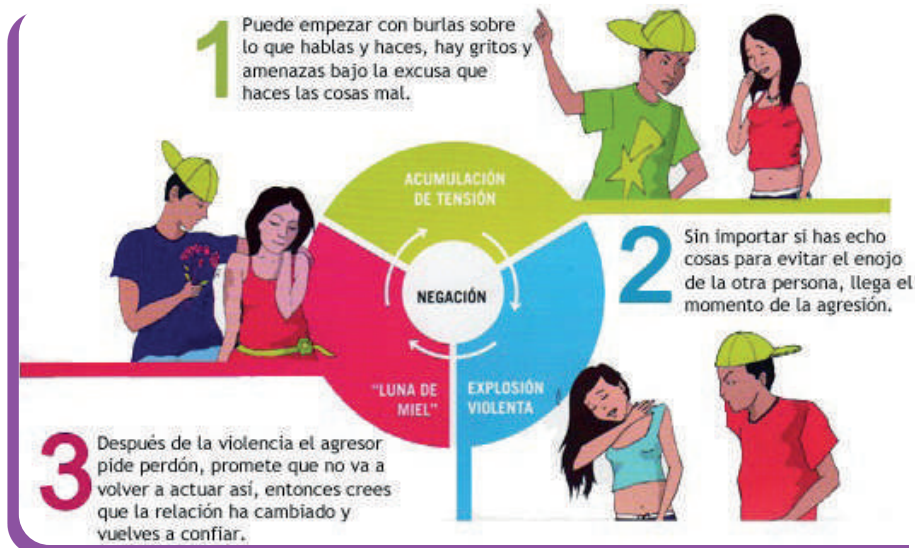 1
Puede empezar con burlas sobre
lo que hablas y haces, hay gritos y
amenazas bajo la excusa que
haces las cosas mal.
ACUMULACIÓN
DE TENSIÓN
2
Sin importar si has echo
cosas para evitar el enojo
de la otra persona, llega el
momento de la agresión.
NEGACIÓN
"LUNA DE
MIEL"
EXPLOSIÓN
VIOLENTA
3
Después de la violencia el agresor
pide perdón, promete que no va a
volver a actuar así, entonces crees
que la relación ha cambiado y
vuelves a confiar.